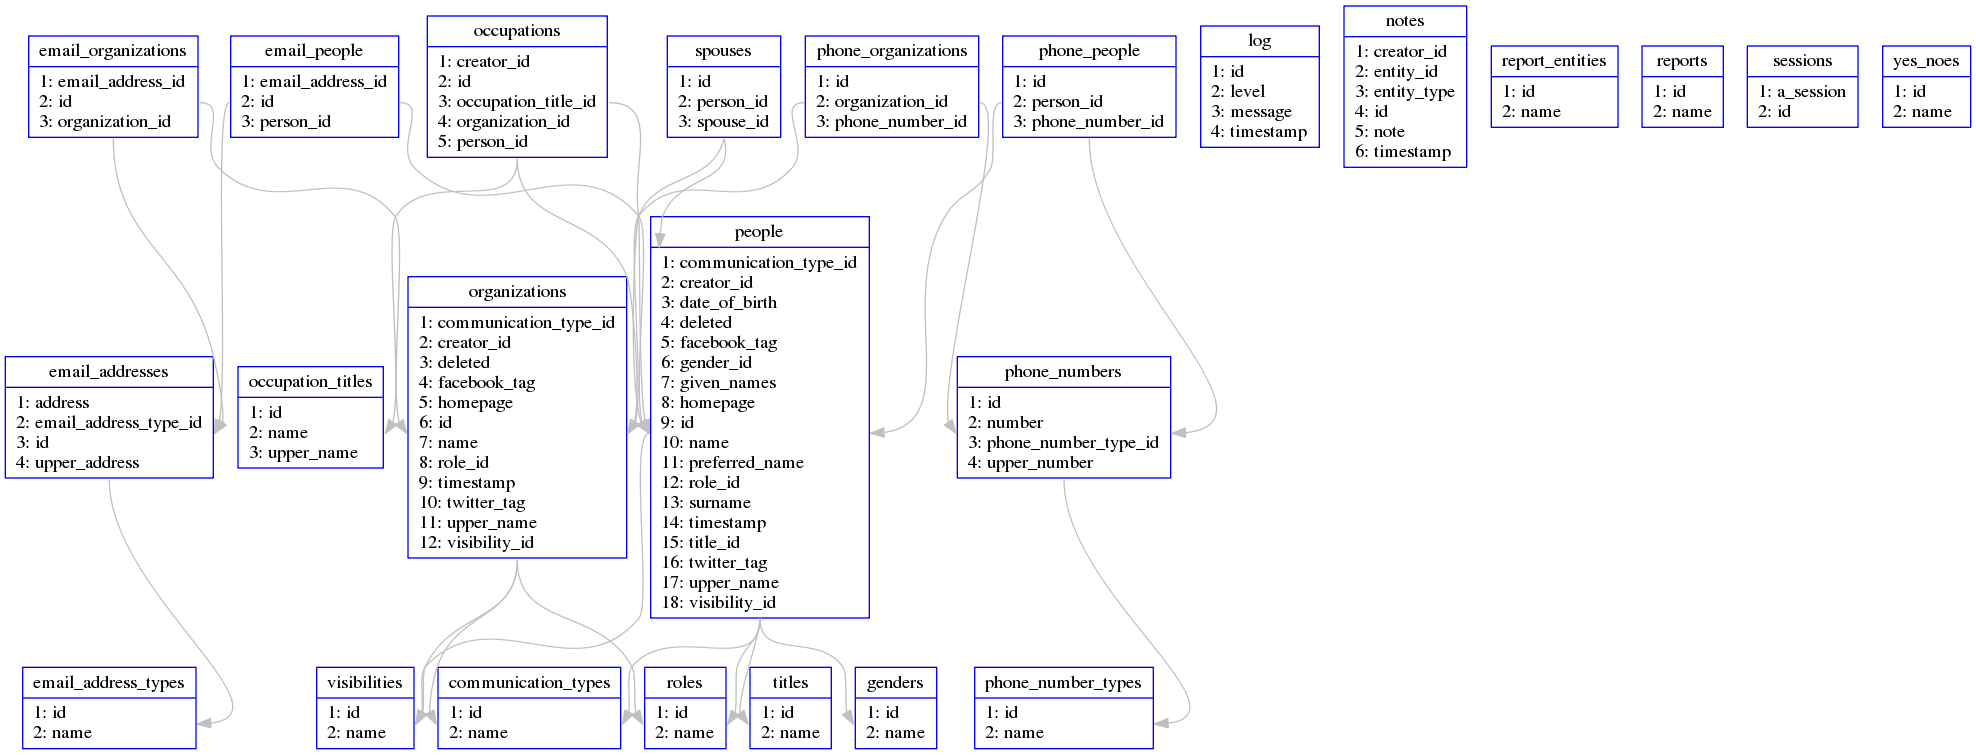 email_organizations
1: email_address_id
2: id
3: organization_id
email_people
1: email_address_id
2: id
3: person_id
occupations
1: creator_id
2: id
3: occupation_title_id
4: organization_id
5: person_id
spouses
1: id
2: person_id
3: spouse_id
phone_organizations
1: id
2: organization_id
3: phone_number_id
phone_people
1: id
2: person_id
3: phone_number_id
log
1: id
2: level
3: message
4: timestamp
notes
1: creator_id
2: entity_id
3: entity_type
4: id
5: note
6: timestamp
report_entities
1: id
2: name
reports
1: id
2: name
sessions
1: a_session
2: id
yes_noes
1: id
2: name
email_addresses
1: address
2: email_address_type_id
3: id
4: upper_address
occupation_titles
1: id
2: name
3: upper_name
organizations
1: communication_type_id
2: creator_id
3: deleted
4: facebook_tag
5: homepage
6: id
7: name
8: role_id
9: timestamp
10: twitter_tag
11: upper_name
12: visibility_id
people
1: communication_type_id
2: creator_id
3: date_of_birth
4: deleted
5: facebook_tag
6: gender_id
7: given_names
8: homepage
9: id
10: name
11: preferred_name
12: role_id
13: surname
14: timestamp
15: title_id
16: twitter_tag
17: upper_name
18: visibility_id
phone_numbers
1: id
2: number
3: phone_number_type_id
4: upper_number
email_address_types
1: id
2: name
visibilities
1: id
2: name
communication_types
1: id
2: name
roles
1: id
2: name
titles
1: id
2: name
genders
1: id
2: name
phone_number_types
1: id
2: name